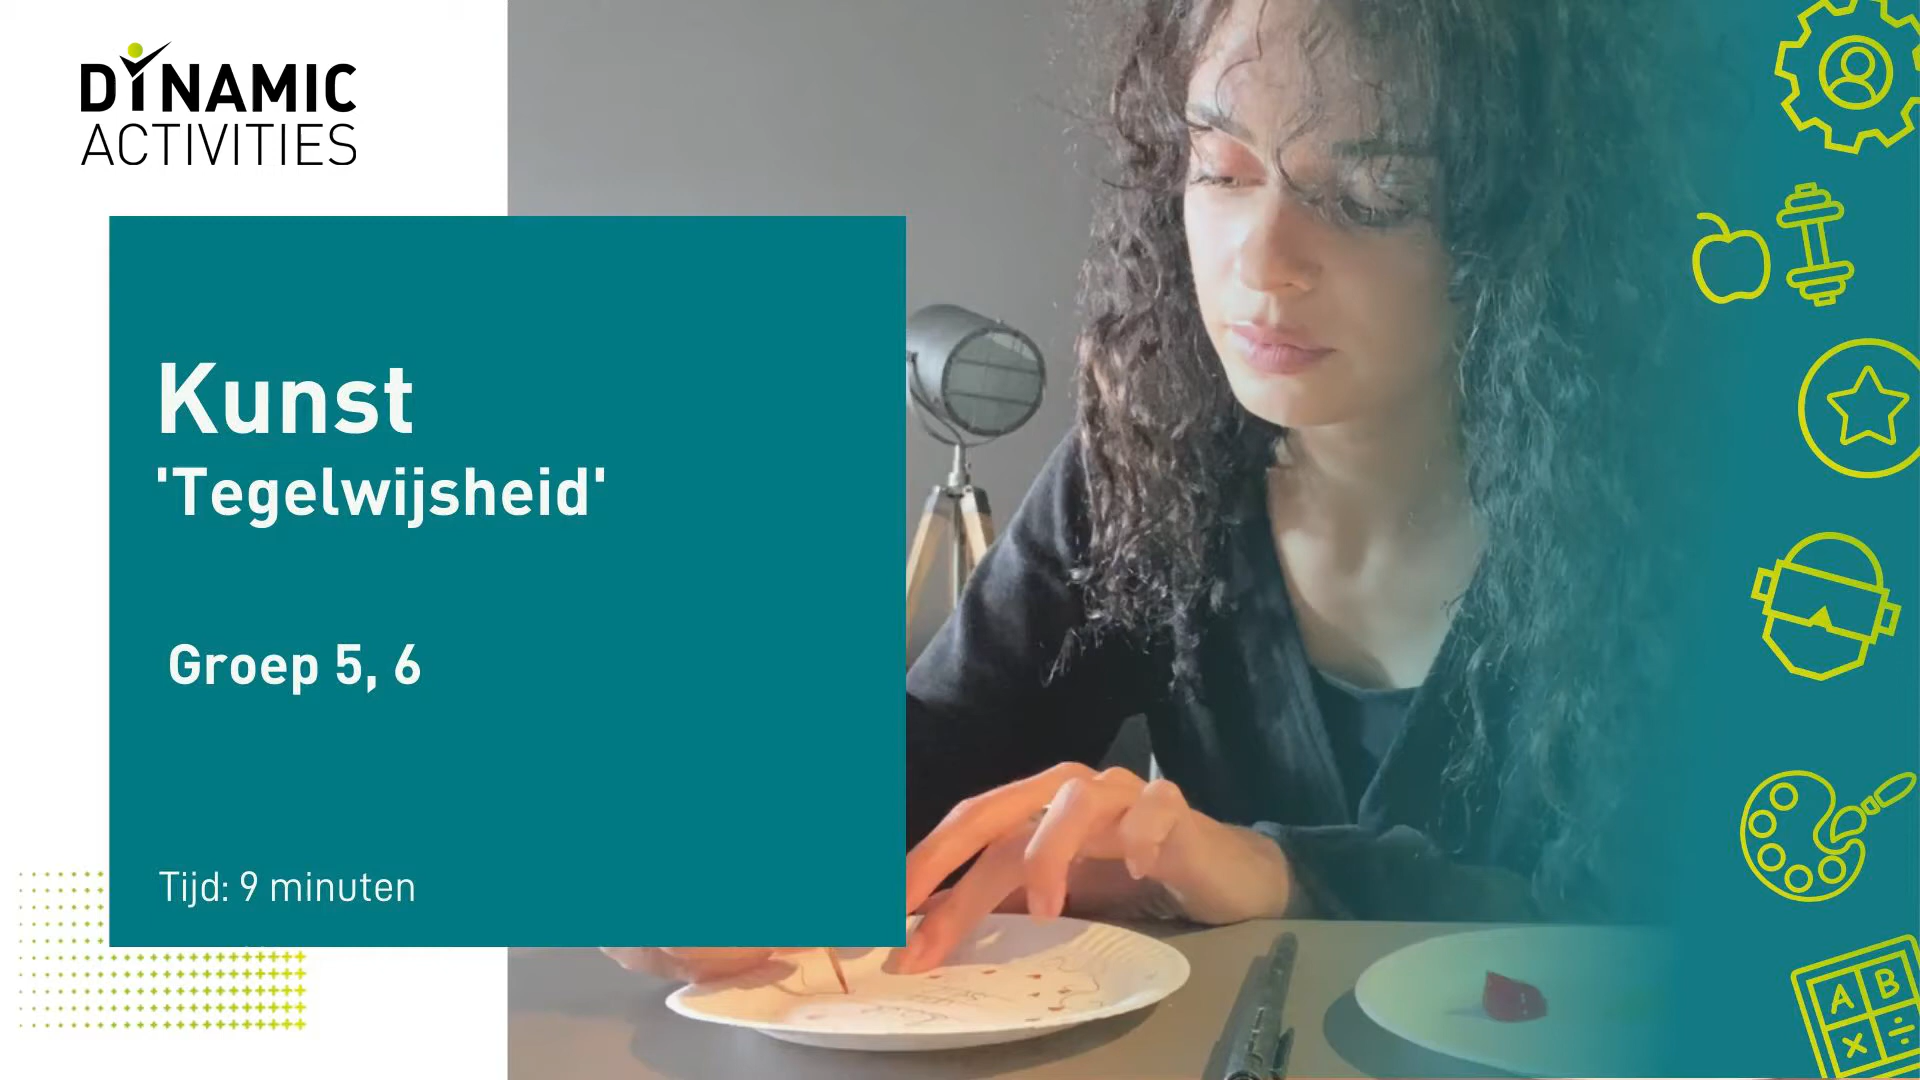 DYNAMIC
ACTIVITIES
Kunst
'Tegelwijsheid'
Groep 5, 6
Tijd: 9 minuten
A B